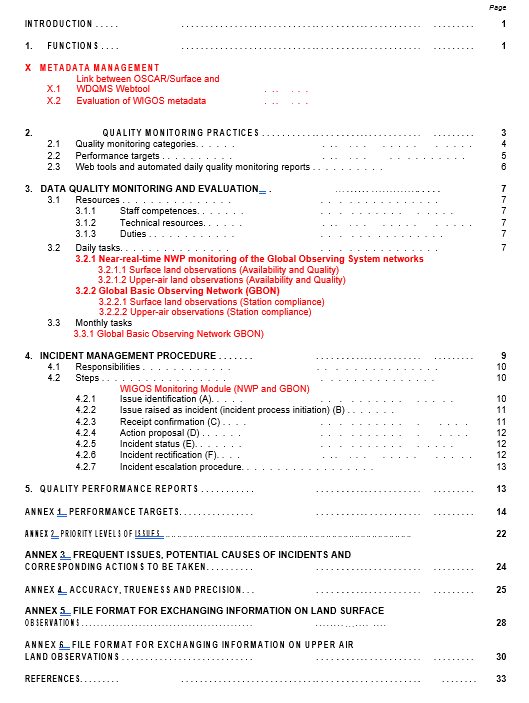 Page
INTRODUCTION ..... 1
1. FUNCTIONS .... 1
X METADATA MANAGEMENT
Link between OSCAR/Surface and
X.1 WDQMS Webtool
X.2 Evaluation of WIGOS metadata
2. QUALITY MONITORING PRACTICES ..... 3
2.1 Quality monitoring categories...... 4
2.2 Performance targets .......... 5
2.3 Web tools and automated daily quality monitoring reports .......... 6
3. DATA QUALITY MONITORING AND EVALUATION ..... 7
3.1 Resources .......... 7
3.1.1 Staff competences....... 7
3.1.2 Technical resources...... 7
3.1.3 Duties .......... 7
3.2 Daily tasks.......... 7
3.2.1 Near-real-time NWP monitoring of the Global Observing System networks
3.2.1.1 Surface land observations (Availability and Quality)
3.2.1.2 Upper-air land observations (Availability and Quality)
3.2.2 Global Basic Observing Network (GBON)
3.2.2.1 Surface land observations (Station compliance)
3.2.2.2 Upper-air observations (Station compliance)
3.3 Monthly tasks
3.3.1 Global Basic Observing Network GBON)
4. INCIDENT MANAGEMENT PROCEDURE ....... 9
4.1 Responsibilities .......... 10
4.2 Steps .......... 10
WIGOS Monitoring Module (NWP and GBON)
4.2.1 Issue identification (A)..... 10
4.2.2 Issue raised as incident (incident process initiation) (B) ....... 11
4.2.3 Receipt confirmation (C) .... 11
4.2.4 Action proposal (D) ...... 12
4.2.5 Incident status (E)....... 12
4.2.6 Incident rectification (F)..... 12
4.2.7 Incident escalation procedure.......... 13
5. QUALITY PERFORMANCE REPORTS .......... 13
ANNEX 1. PERFORMANCE TARGETS.......... 14
ANNEX 2. PRIORITY LEVELS OF ISSUES .......... 22
ANNEX 3. FREQUENT ISSUES, POTENTIAL CAUSES OF INCIDENTS AND
CORRESPONDING ACTIONS TO BE TAKEN.......... 24
ANNEX 4. ACCURACY, TRUENESS AND PRECISION... 25
ANNEX 5. FILE FORMAT FOR EXCHANGING INFORMATION ON LAND SURFACE
OBSERVATIONS .......... 28
ANNEX 6. FILE FORMAT FOR EXCHANGING INFORMATION ON UPPER AIR
LAND OBSERVATIONS .......... 30
REFERENCES......... 33